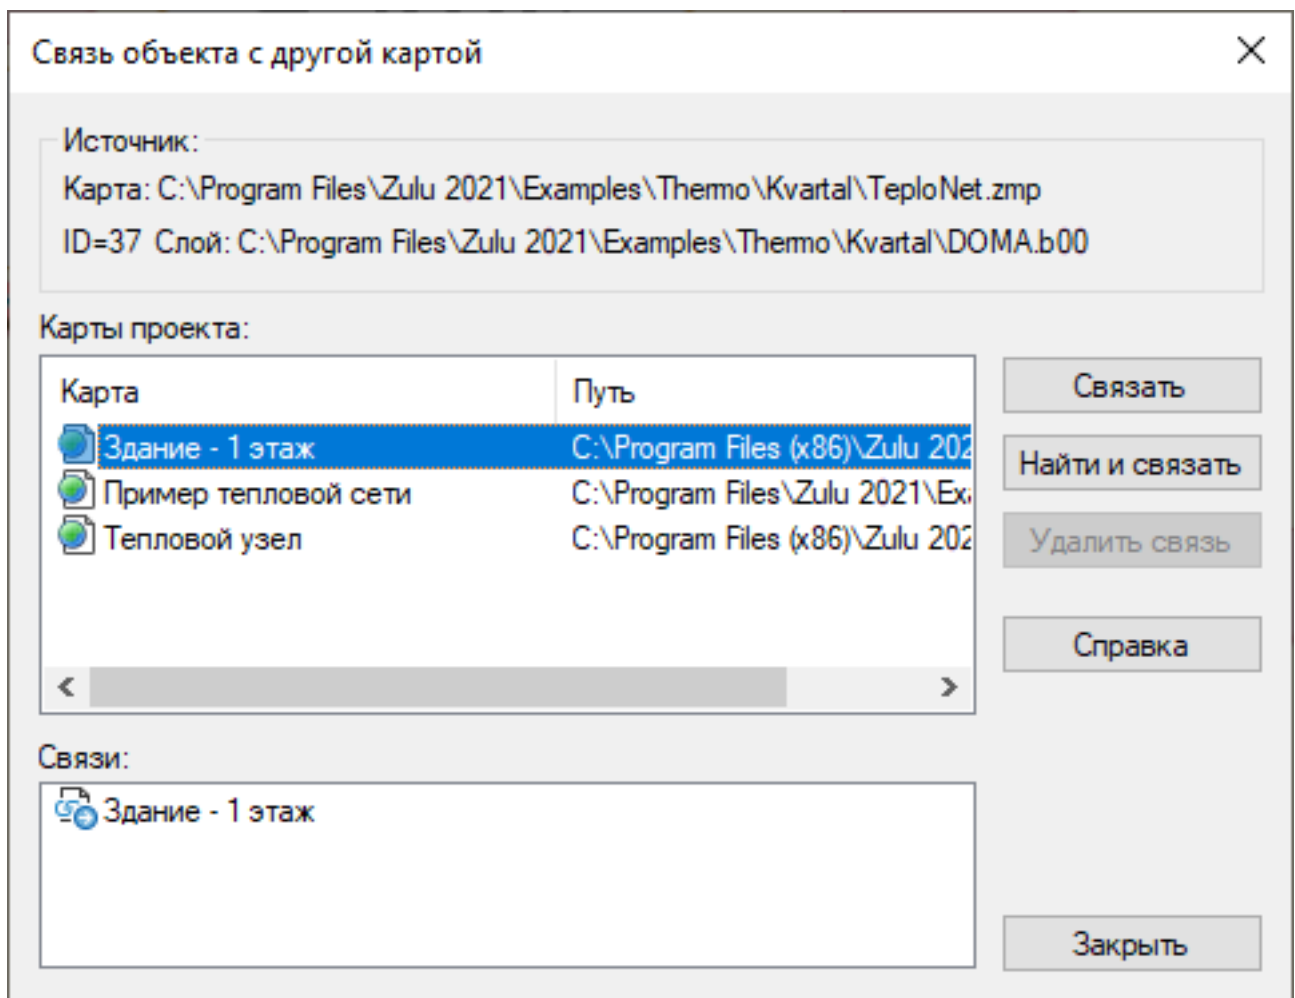 Связь объекта с другой картой
Источник:
Карта: C:\Program Files\Zulu 2021\Examples\Thermo\Kvartal\TeploNet.zmp
ID=37 Слой: C:\Program Files\Zulu 2021\Examples\Thermo\Kvartal\DOMA.b00
Карты проекта:
Карта Путь
Здание - 1 этаж C:\Program Files (x86)\Zulu 202
Пример тепловой сети C:\Program Files\Zulu 2021\Exa
Тепловой узел C:\Program Files (x86)\Zulu 202
Связать
Найти и связать
Удалить связь
Справка
Связи:
Здание - 1 этаж
Закрыть